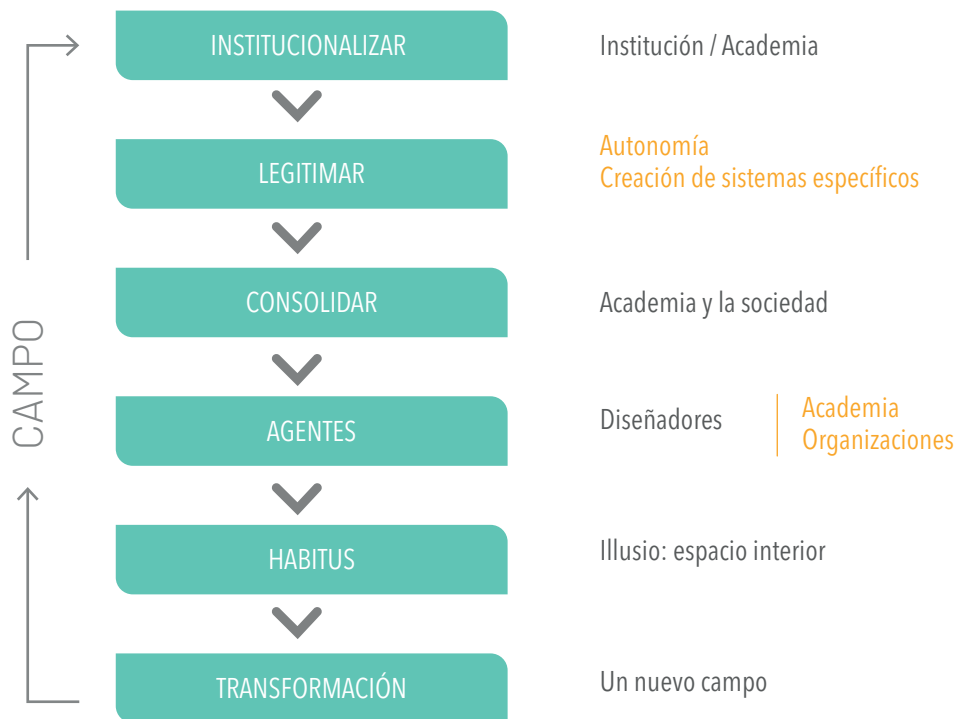 INSTITUCIONALIZAR
Institución / Academia
LEGITIMAR
Autonomía
Creación de sistemas específicos
CONSOLIDAR
Academia y la sociedad
CAMPO
AGENTES
Diseñadores
Academia
Organizaciones
HABITUS
Illusio: espacio interior
TRANSFORMACIÓN
Un nuevo campo